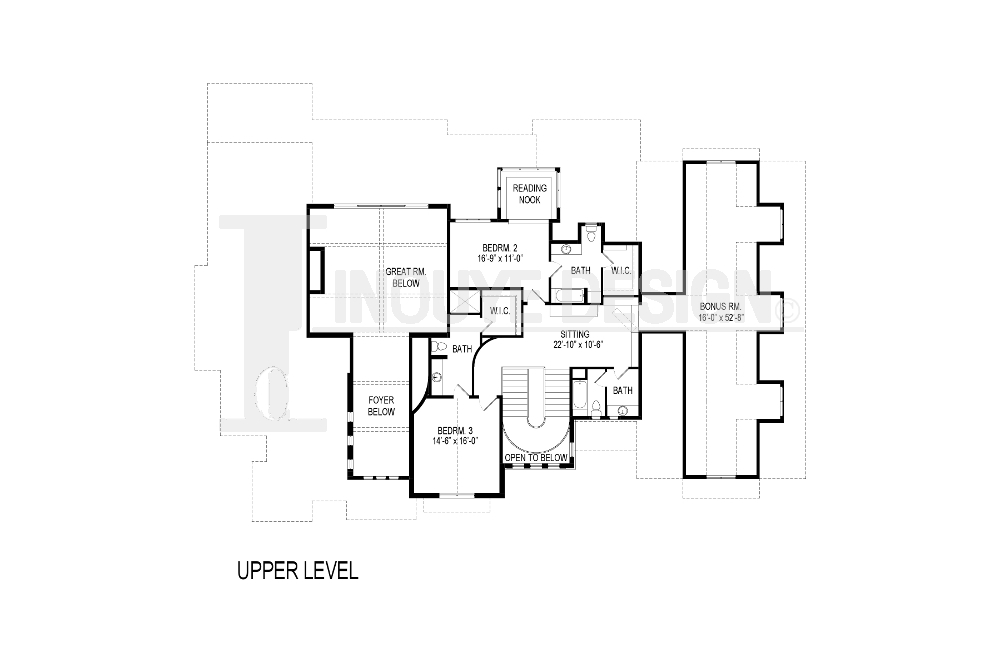 READING
NOOK
BEDRM. 2
16'-9" x 11'-0"
GREAT RM.
BELOW
BATH
W.I.C.
INOUYE DESIGN ©
BONUS RM.
16'-0" x 52'-8"
W.I.C.
SITTING
22'-10" x 10'-6"
BATH
BATH
FOYER
BELOW
BEDRM. 3
14'-6" x 16'-0"
OPEN TO BELOW
UPPER LEVEL